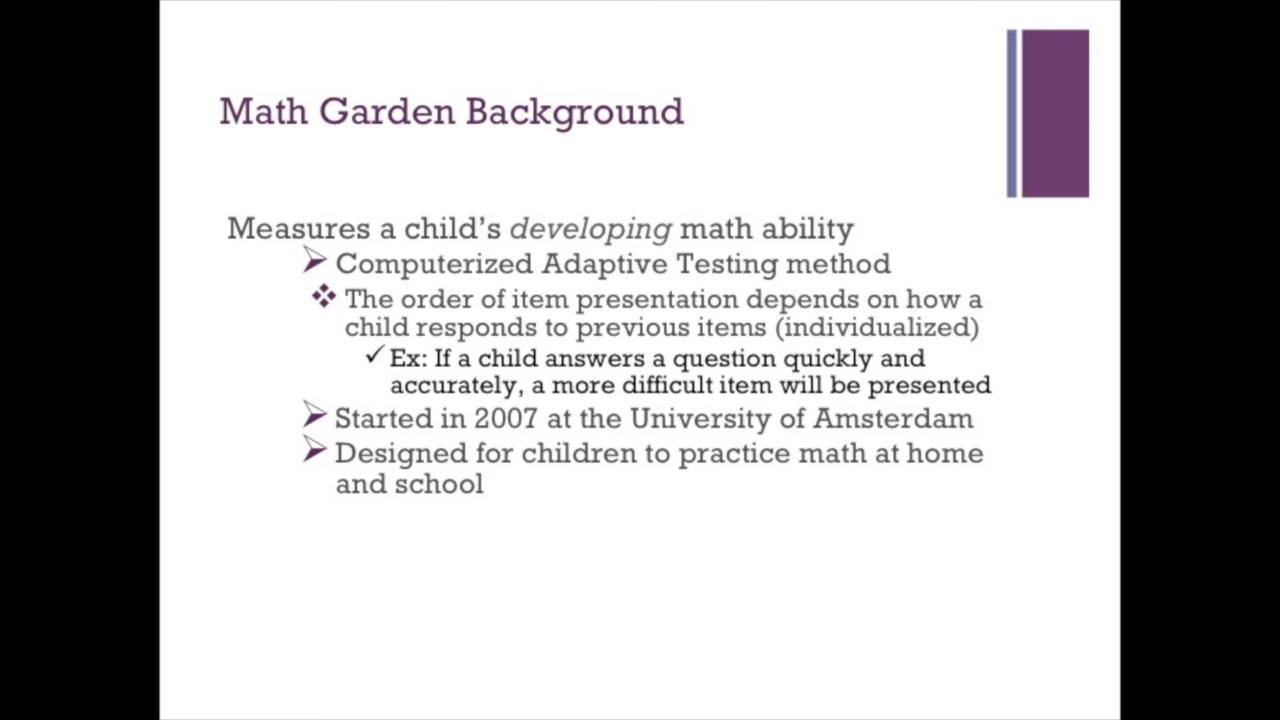 Math Garden Background
Measures a child's developing math ability
Computerized Adaptive Testing method
The order of item presentation depends on how a
child responds to previous items (individualized)
Ex: If a child answers a question quickly and
accurately, a more difficult item will be presented
Started in 2007 at the University of Amsterdam
Designed for children to practice math at home
and school